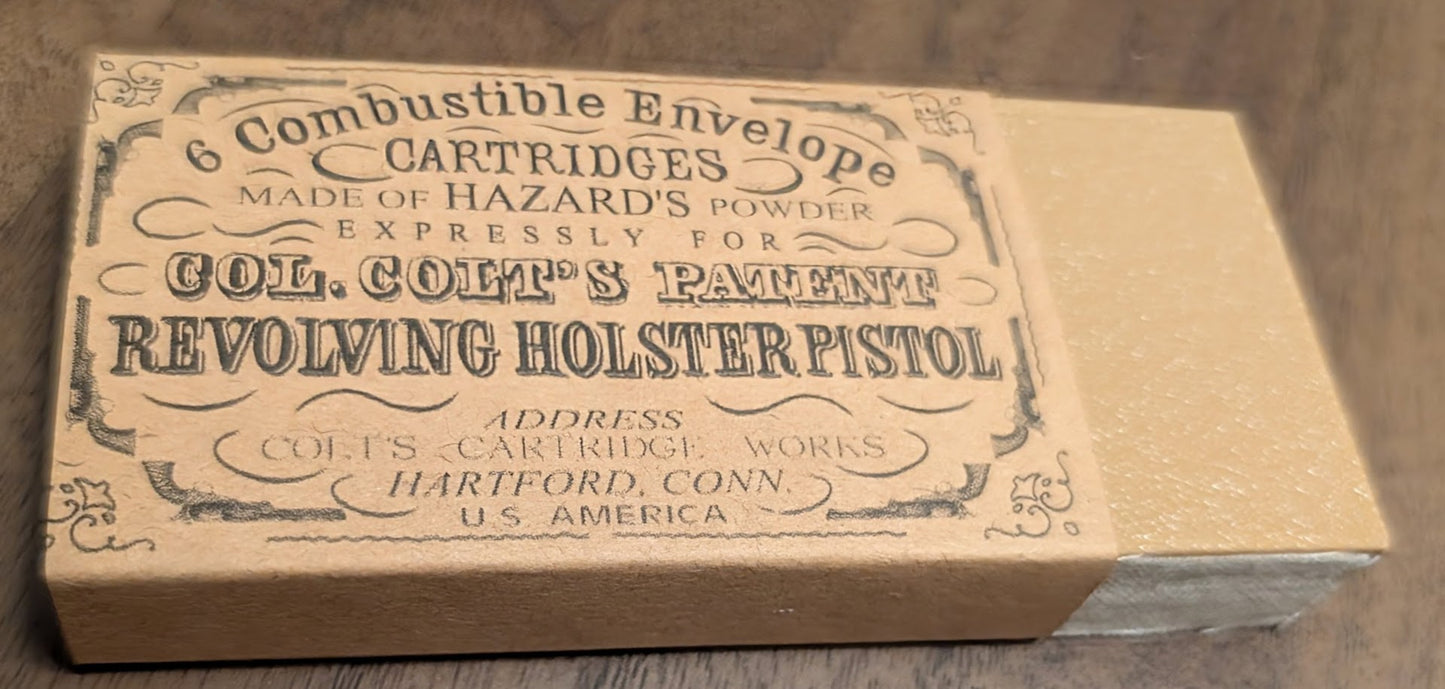 6 Combustible Envelope
CARTRIDGES
MADE OF HAZARD'S POWDER
EXPRESSLY FOR
COL. COLT'S PATENT
REVOLVING HOLSTER PISTOL
ADDRESS
COLT'S CARTRIDGE WORKS
HARTFORD, CONN.
U S AMERICA